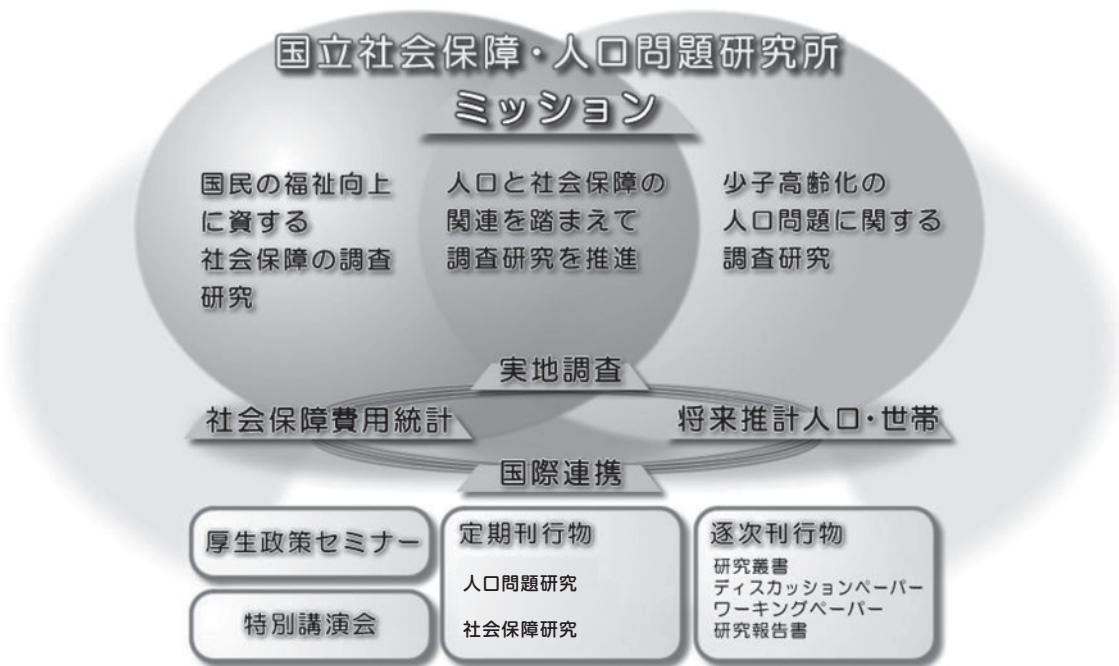 国立社会保障・人口問題研究所
ミッション
国民の福祉向上
に資する
社会保障の調査
研究
人口と社会保障の
関連を踏まえて
調査研究を推進
少子高齢化の
人口問題に関する
調査研究
実地調査
社会保障費用統計
将来推計人口・世帯
国際連携
厚生政策セミナー
特別講演会
定期刊行物
人口問題研究
社会保障研究
逐次刊行物
研究叢書
ディスカッションペーパー
ワーキングペーパー
研究報告書